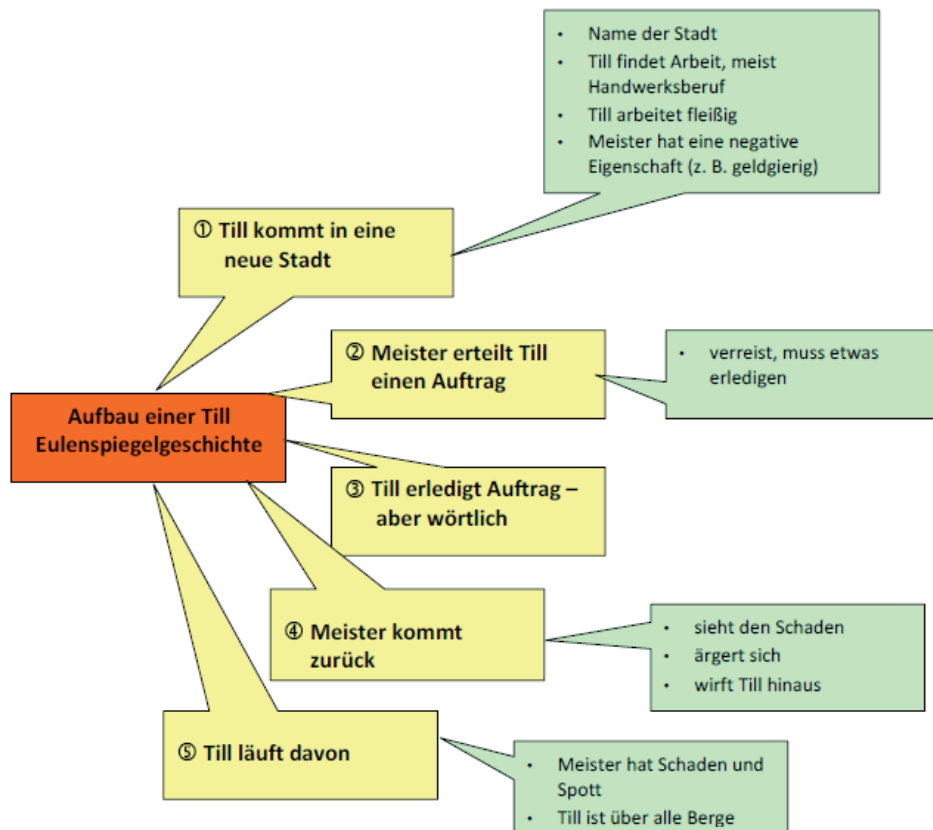 Aufbau einer Till
Eulenspiegelgeschichte
① Till kommt in eine
neue Stadt
• Name der Stadt
• Till findet Arbeit, meist
Handwerksberuf
• Till arbeitet fleißig
• Meister hat eine negative
Eigenschaft (z. B. geldgierig)
② Meister erteilt Till
einen Auftrag
• verreist, muss etwas
erledigen
③ Till erledigt Auftrag –
aber wörtlich
④ Meister kommt
zurück
• sieht den Schaden
• ärgert sich
• wirft Till hinaus
⑤ Till läuft davon
• Meister hat Schaden und
Spott
• Till ist über alle Berge